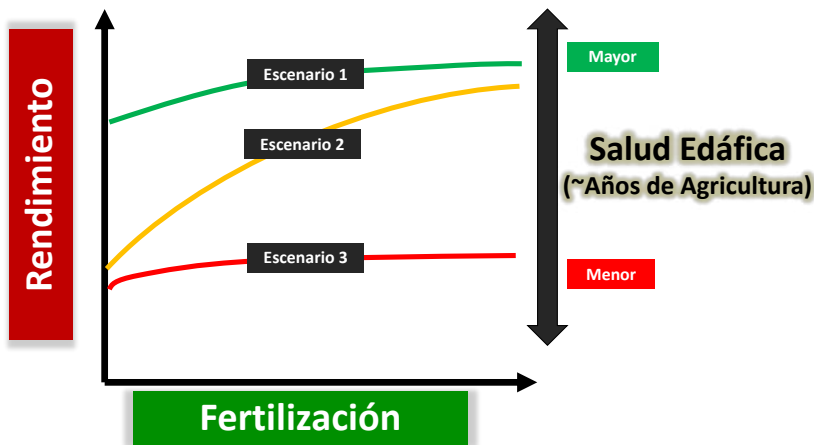 Rendimiento
Escenario 1
Escenario 2
Escenario 3
Fertilización
Mayor
Salud Edáfica
(~Años de Agricultura)
Menor